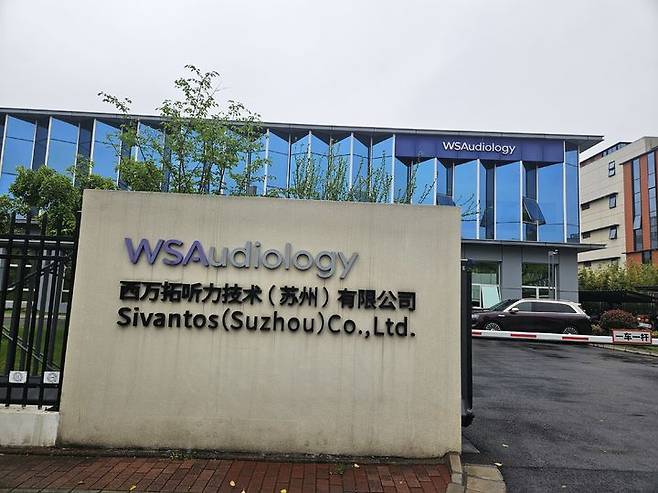 WSAudiology
WSAudiology
西万拓听力技术（苏州）有限公司
Sivantos(Suzhou)Co.,Ltd.
一车一杆